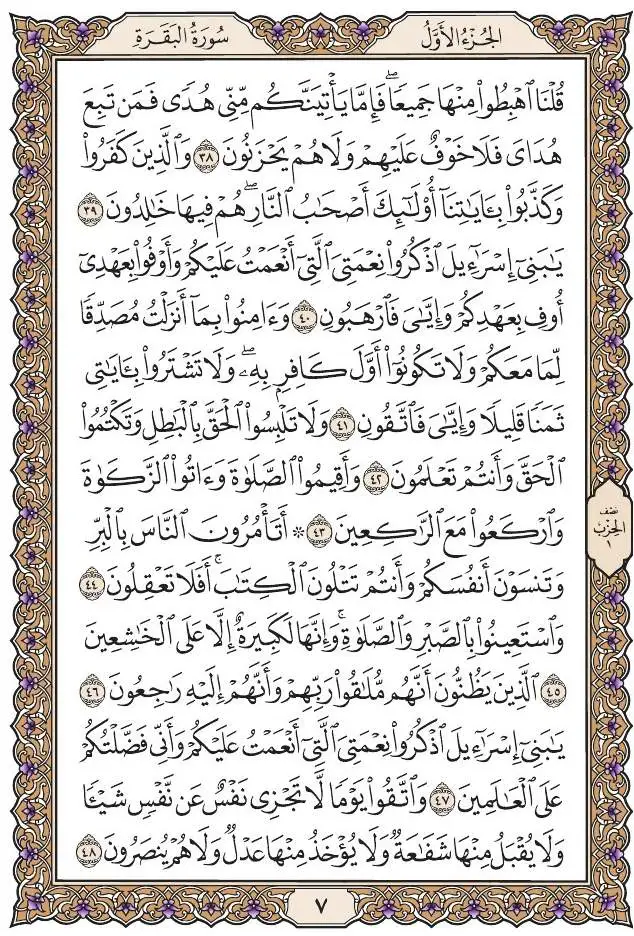 الجُزْءُ الأَوَّلُ
سُورَةُ البَقَرَةِ
قُلۡنَا ٱهۡبِطُواْ مِنۡهَا جَمِيعٗاۖ فَإِمَّا يَأۡتِيَنَّكُم مِّنِّي هُدٗى فَمَن تَبِعَ
هُدَايَ فَلَا خَوۡفٌ عَلَيۡهِمۡ وَلَا هُمۡ يَحۡزَنُونَ ٣٨ وَٱلَّذِينَ كَفَرُواْ
وَكَذَّبُواْ بِـَٔايَٰتِنَآ أُوْلَٰٓئِكَ أَصۡحَٰبُ ٱلنَّارِۖ هُمۡ فِيهَا خَٰلِدُونَ ٣٩
يَٰبَنِيٓ إِسۡرَٰٓءِيلَ ٱذۡكُرُواْ نِعۡمَتِيَ ٱلَّتِيٓ أَنۡعَمۡتُ عَلَيۡكُمۡ وَأَوۡفُواْ بِعَهۡدِيٓ
أُوفِ بِعَهۡدِكُمۡ وَإِيَّٰيَ فَٱرۡهَبُونِ ٤٠ وَءَامِنُواْ بِمَآ أَنزَلۡتُ مُصَدِّقٗا
لِّمَا مَعَكُمۡ وَلَا تَكُونُوٓاْ أَوَّلَ كَافِرِۭ بِهِۦۖ وَلَا تَشۡتَرُواْ بِـَٔايَٰتِي
ثَمَنٗا قَلِيلٗا وَإِيَّٰيَ فَٱتَّقُونِ ٤١ وَلَا تَلۡبِسُواْ ٱلۡحَقَّ بِٱلۡبَٰطِلِ وَتَكۡتُمُواْ
ٱلۡحَقَّ وَأَنتُمۡ تَعۡلَمُونَ ٤٢ وَأَقِيمُواْ ٱلصَّلَوٰةَ وَءَاتُواْ ٱلزَّكَوٰةَ
وَٱرۡكَعُواْ مَعَ ٱلرَّٰكِعِينَ ٤٣ ۞ أَتَأۡمُرُونَ ٱلنَّاسَ بِٱلۡبِرِّ
وَتَنسَوۡنَ أَنفُسَكُمۡ وَأَنتُمۡ تَتۡلُونَ ٱلۡكِتَٰبَۚ أَفَلَا تَعۡقِلُونَ ٤٤
وَٱسۡتَعِينُواْ بِٱلصَّبۡرِ وَٱلصَّلَوٰةِۚ وَإِنَّهَا لَكَبِيرَةٌ إِلَّا عَلَى ٱلۡخَٰشِعِينَ
٤٥ ٱلَّذِينَ يَظُنُّونَ أَنَّهُم مُّلَٰقُواْ رَبِّهِمۡ وَأَنَّهُمۡ إِلَيۡهِ رَٰجِعُونَ ٤٦
يَٰبَنِيٓ إِسۡرَٰٓءِيلَ ٱذۡكُرُواْ نِعۡمَتِيَ ٱلَّتِيٓ أَنۡعَمۡتُ عَلَيۡكُمۡ وَأَنِّي فَضَّلۡتُكُمۡ
عَلَى ٱلۡعَٰلَمِينَ ٤٧ وَٱتَّقُواْ يَوۡمٗا لَّا تَجۡزِي نَفۡسٌ عَن نَّفۡسٖ شَيۡـٔٗا
وَلَا يُقۡبَلُ مِنۡهَا شَفَٰعَةٞ وَلَا يُؤۡخَذُ مِنۡهَا عَدۡلٞ وَلَا هُمۡ يُنصَرُونَ ٤٨
نصف
الحزب
١
٧